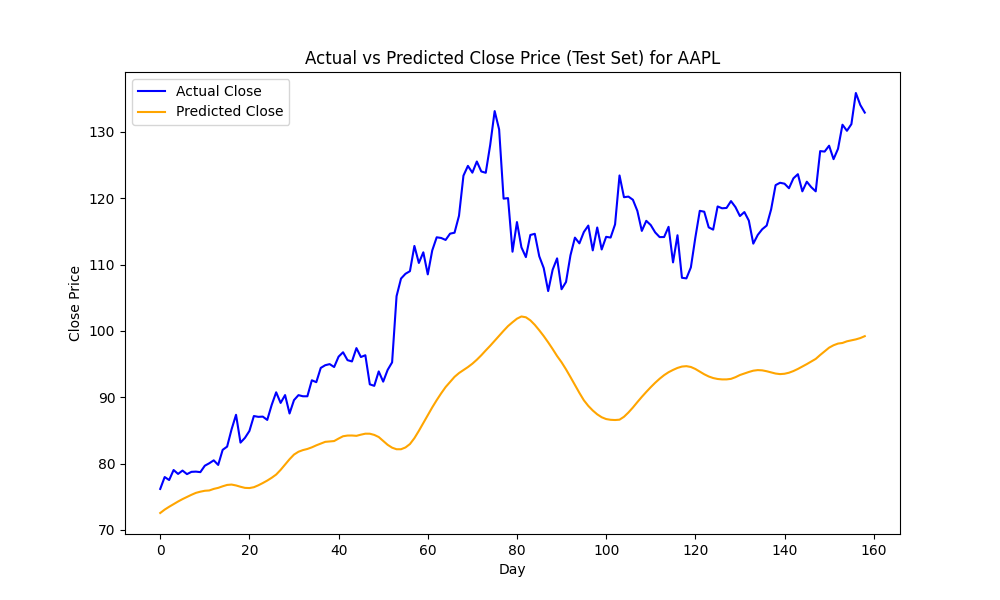 Actual vs Predicted Close Price (Test Set) for AAPL
Actual Close
Predicted Close
130
120
110
100
90
80
70
Close Price
0 20 40 60 80 100 120 140 160
Day